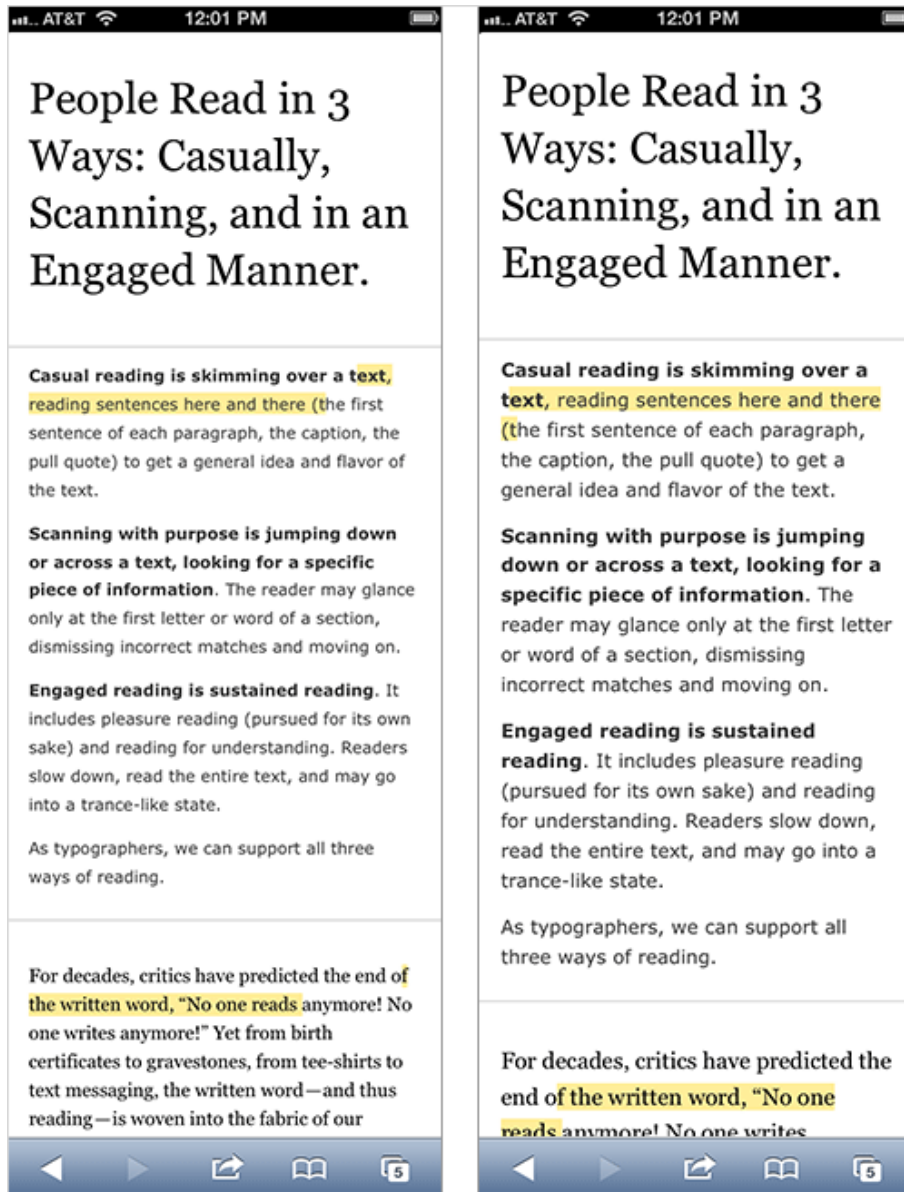 AT&T 12:01 PM
People Read in 3
Ways: Casually,
Scanning, and in an
Engaged Manner.
Casual reading is skimming over a text,
reading sentences here and there (the first
sentence of each paragraph, the caption, the
pull quote) to get a general idea and flavor of
the text.
Scanning with purpose is jumping down
or across a text, looking for a specific
piece of information. The reader may glance
only at the first letter or word of a section,
dismissing incorrect matches and moving on.
Engaged reading is sustained reading. It
includes pleasure reading (pursued for its own
sake) and reading for understanding. Readers
slow down, read the entire text, and may go
into a trance-like state.
As typographers, we can support all three
ways of reading.
For decades, critics have predicted the end of
the written word, “No one reads anymore! No
one writes anymore!” Yet from birth
certificates to gravestones, from tee-shirts to
text messaging, the written word—and thus
reading—is woven into the fabric of our
5
AT&T 12:01 PM
People Read in 3
Ways: Casually,
Scanning, and in an
Engaged Manner.
Casual reading is skimming over a
text, reading sentences here and there
(the first sentence of each paragraph,
the caption, the pull quote) to get a
general idea and flavor of the text.
Scanning with purpose is jumping
down or across a text, looking for a
specific piece of information. The
reader may glance only at the first letter
or word of a section, dismissing
incorrect matches and moving on.
Engaged reading is sustained
reading. It includes pleasure reading
(pursued for its own sake) and reading
for understanding. Readers slow down,
read the entire text, and may go into a
trance-like state.
As typographers, we can support all
three ways of reading.
For decades, critics have predicted the
end of the written word, “No one
reads anymore! No one writes
5